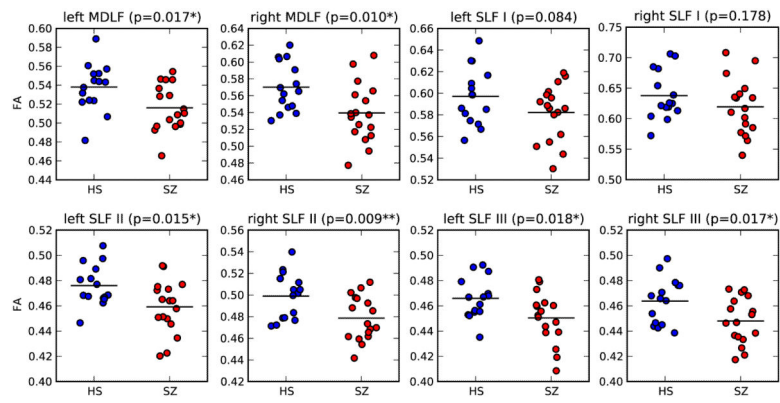 left MDLF (p=0.017*)
right MDLF (p=0.010*)
left SLF I (p=0.084)
right SLF I (p=0.178)
FA
0.60
0.58
0.56
0.54
0.52
0.50
0.48
0.46
0.44
HS
SZ
0.66
0.64
0.62
0.60
0.58
0.56
0.54
0.52
0.50
0.48
0.46
HS
SZ
0.66
0.64
0.62
0.60
0.58
0.56
0.54
0.52
HS
SZ
0.75
0.70
0.65
0.60
0.55
0.50
HS
SZ
left SLF II (p=0.015*)
right SLF II (p=0.009**)
left SLF III (p=0.018*)
right SLF III (p=0.017*)
FA
0.52
0.50
0.48
0.46
0.44
0.42
0.40
HS
SZ
0.56
0.54
0.52
0.50
0.48
0.46
0.44
0.42
HS
SZ
0.52
0.50
0.48
0.46
0.44
0.42
0.40
HS
SZ
0.52
0.50
0.48
0.46
0.44
0.42
0.40
HS
SZ